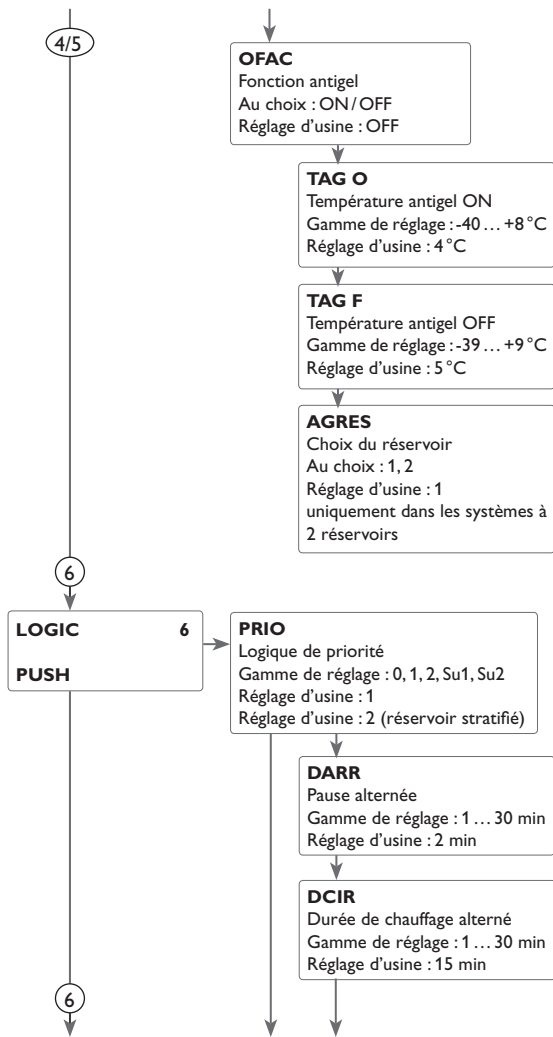 4/5
OFAC
Fonction antigel
Au choix : ON / OFF
Réglage d'usine : OFF
TAG O
Température antigel ON
Gamme de réglage : -40 … +8 °C
Réglage d'usine : 4 °C
TAG F
Température antigel OFF
Gamme de réglage : -39 … +9 °C
Réglage d'usine : 5 °C
AGRES
Choix du réservoir
Au choix : 1, 2
Réglage d'usine : 1
uniquement dans les systèmes à
2 réservoirs
6
LOGIC 6
PUSH
PRIO
Logique de priorité
Gamme de réglage : 0, 1, 2, Su1, Su2
Réglage d'usine : 1
Réglage d'usine : 2 (réservoir stratifié)
DARR
Pause alternée
Gamme de réglage : 1 … 30 min
Réglage d'usine : 2 min
DCIR
Durée de chauffage alterné
Gamme de réglage : 1 … 30 min
Réglage d'usine : 15 min
6